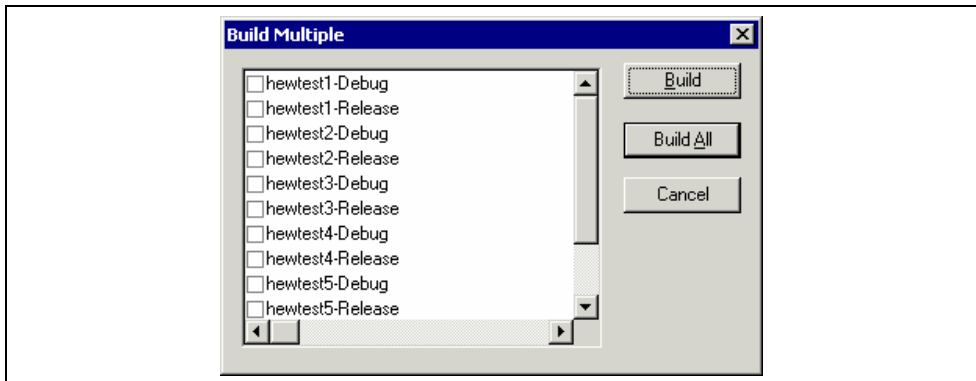 Build Multiple
hewtest1-Debug
hewtest1-Release
hewtest2-Debug
hewtest2-Release
hewtest3-Debug
hewtest3-Release
hewtest4-Debug
hewtest4-Release
hewtest5-Debug
hewtest5-Release
Build
Build All
Cancel